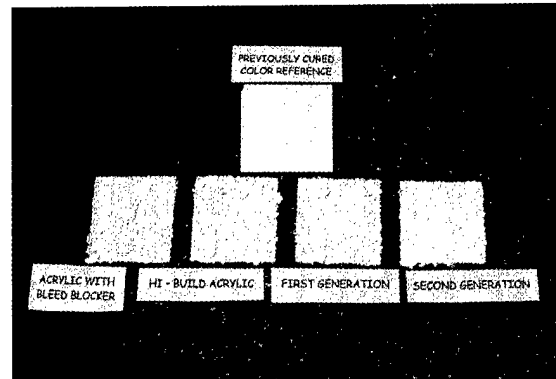 PREVIOUSLY CURED
COLOR REFERENCE
ACRYLIC WITH
BLEED BLOCKER
HI - BUILD ACRYLIC
FIRST GENERATION
SECOND GENERATION